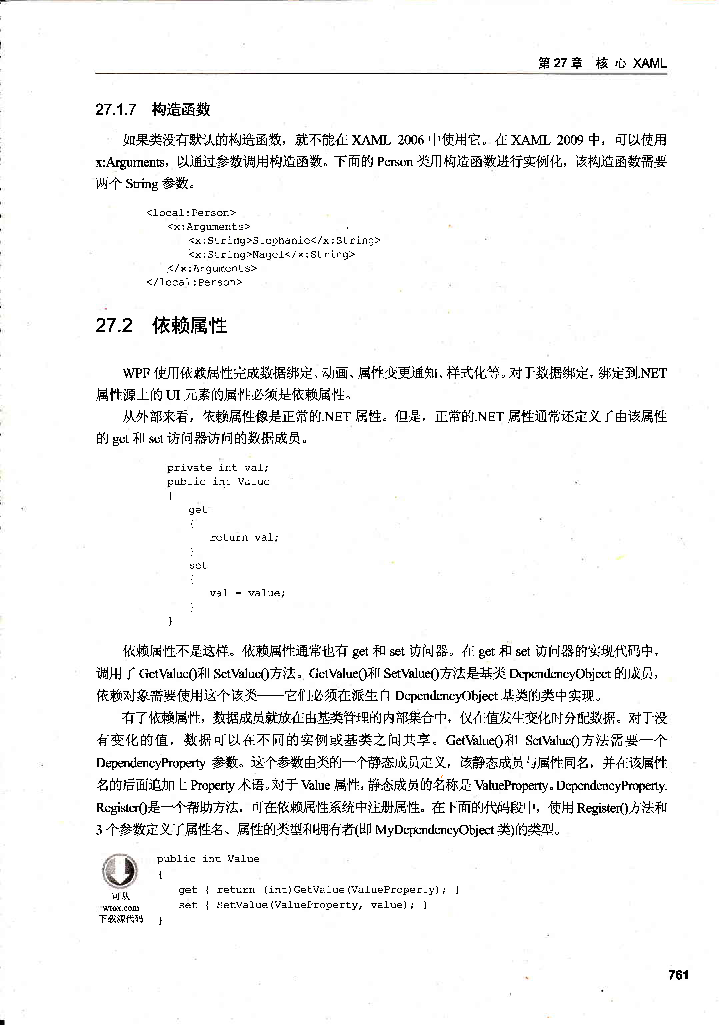 第 27 章 核 心 XAML
27.1.7 构造函数
如果类没有默认的构造函数，就不能在 XAML 2006 中使用它。在 XAML 2009 中，可以使用
x:Arguments，以通过参数调用构造函数。下面的 Person 类用构造函数进行实例化，该构造函数需要
两个 String 参数。
<local:Person>
<x:Arguments>
<x:String>Stephanie</x:String>
<x:String>Nagel</x:String>
</x:Arguments>
</local:Person>
27.2 依赖属性
WPF 使用依赖属性完成数据绑定、动画、属性变更通知、样式化等。对于数据绑定，绑定到.NET
属性源上的 UI 元素的属性必须是依赖属性。
从外部来看，依赖属性像是正常的.NET 属性。但是，正常的.NET 属性通常还定义了由该属性
的 get 和 set 访问器访问的数据成员。
private int val;
public int Value
{
get
{
return val;
}
set
{
val = value;
}
}
依赖属性不是这样。依赖属性通常也有 get 和 set 访问器。在 get 和 set 访问器的实现代码中，
调用了 GetValue()和 SetValue()方法。GetValue()和 SetValue()方法是基类 DependencyObject 的成员，
依赖对象需要使用这个该类——它们必须在派生自 DependencyObject 基类的类中实现。
有了依赖属性，数据成员就放在由基类管理的内部集合中，仅在值发生变化时分配数据。对于没
有变化的值，数据可以在不同的实例或基类之间共享。GetValue()和 SetValue()方法需要一个
DependencyProperty 参数。这个参数由类的一个静态成员定义，该静态成员与属性同名，并在该属性
名的后面追加上 Property 术语。对于 Value 属性，静态成员的名称是 ValueProperty。DependencyProperty.
Register()是一个帮助方法，可在依赖属性系统中注册属性。在下面的代码段中，使用 Register()方法和
3 个参数定义了属性名、属性的类型和拥有者(即 MyDependencyObject 类)的类型。
public int Value
{
get { return (int)GetValue(ValueProperty); }
set { SetValue(ValueProperty, value); }
}
可从
wrox.com
下载源代码
761